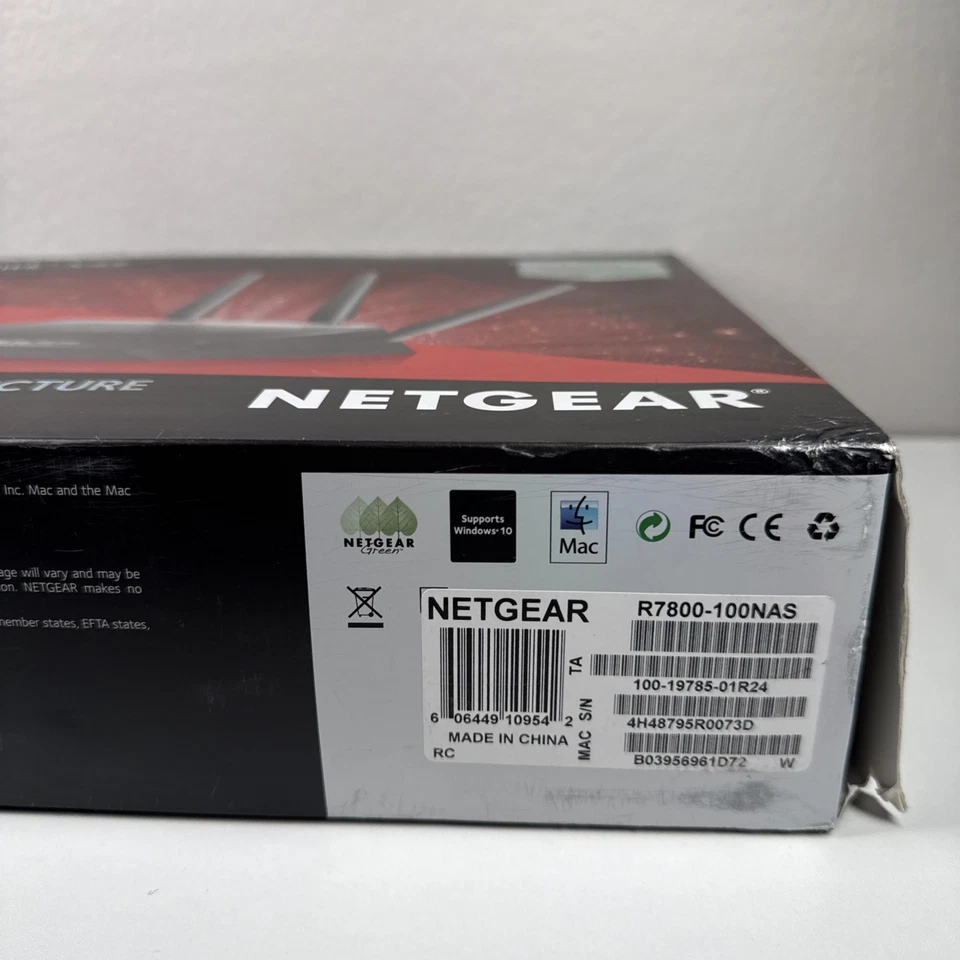 CTURE
NETGEAR®
Inc. Mac and the Mac
age will vary and may be
on. NETGEAR makes no
member states, EFTA states,
NETGEAR
Green
Supports
Windows 10
Mac
FC CE
NETGEAR
R7800-100NAS
TA
100-19785-01R24
S/N
4H48795R0073D
MAC
B03956961D72 W
6 06449 10954 2
MADE IN CHINA
RC